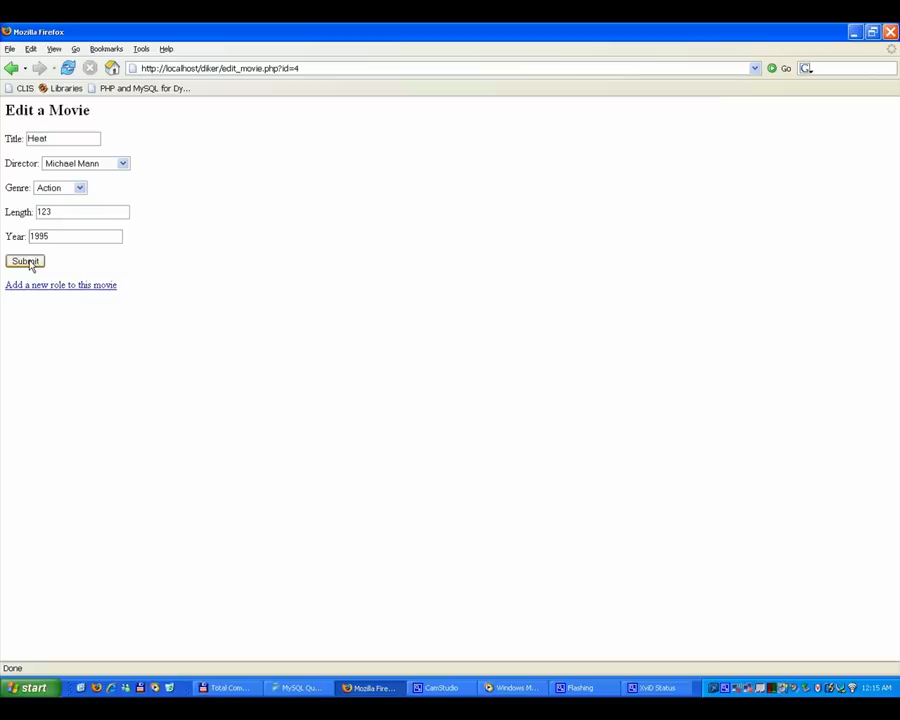 Mozilla Firefox
File Edit View Go Bookmarks Tools Help
http://localhost/diker/edit_movie.php?id=4 Go
CLIS Libraries PHP and MySQL for Dy...
Edit a Movie
Title: Heat
Director: Michael Mann
Genre: Action
Length: 123
Year: 1995
Submit
Add a new role to this movie
Done
start Total Com... MySQL Qu... Mozilla Fire... CamStudio Windows M... Flashing XviD Status 12:15 AM